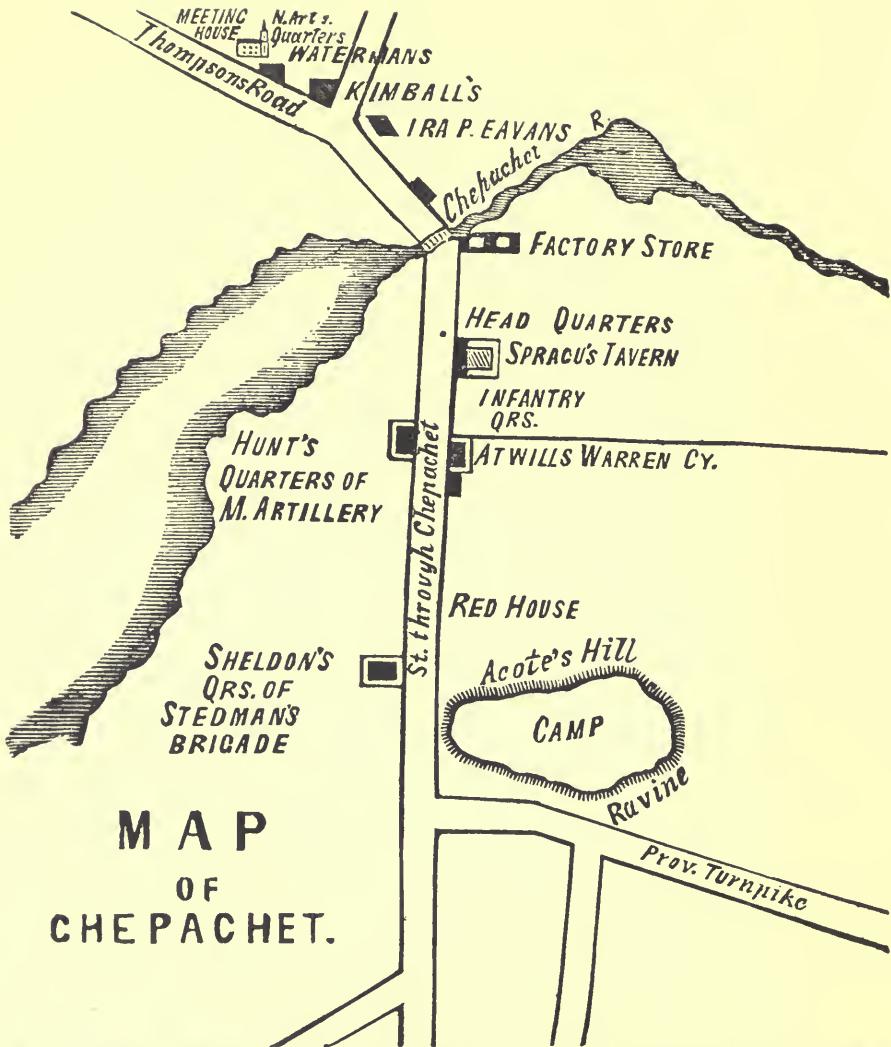 MEETING
HOUSE
N. Art s.
Quarters
WATERMANS
Thompsons Road
KIMBALL'S
IRA P. EAVANS
Chepachet R.
FACTORY STORE
HEAD QUARTERS
SPRAGU'S TAVERN
INFANTRY
QRS.
HUNT'S
QUARTERS OF
M. ARTILLERY
ATWILLS WARREN CY.
St. through Chepachet
RED HOUSE
SHELDON'S
QRS. OF
STEDMAN'S
BRIGADE
Acote's Hill
CAMP
Ravine
Prov. Turnpike
MAP
OF
CHEPACHET.